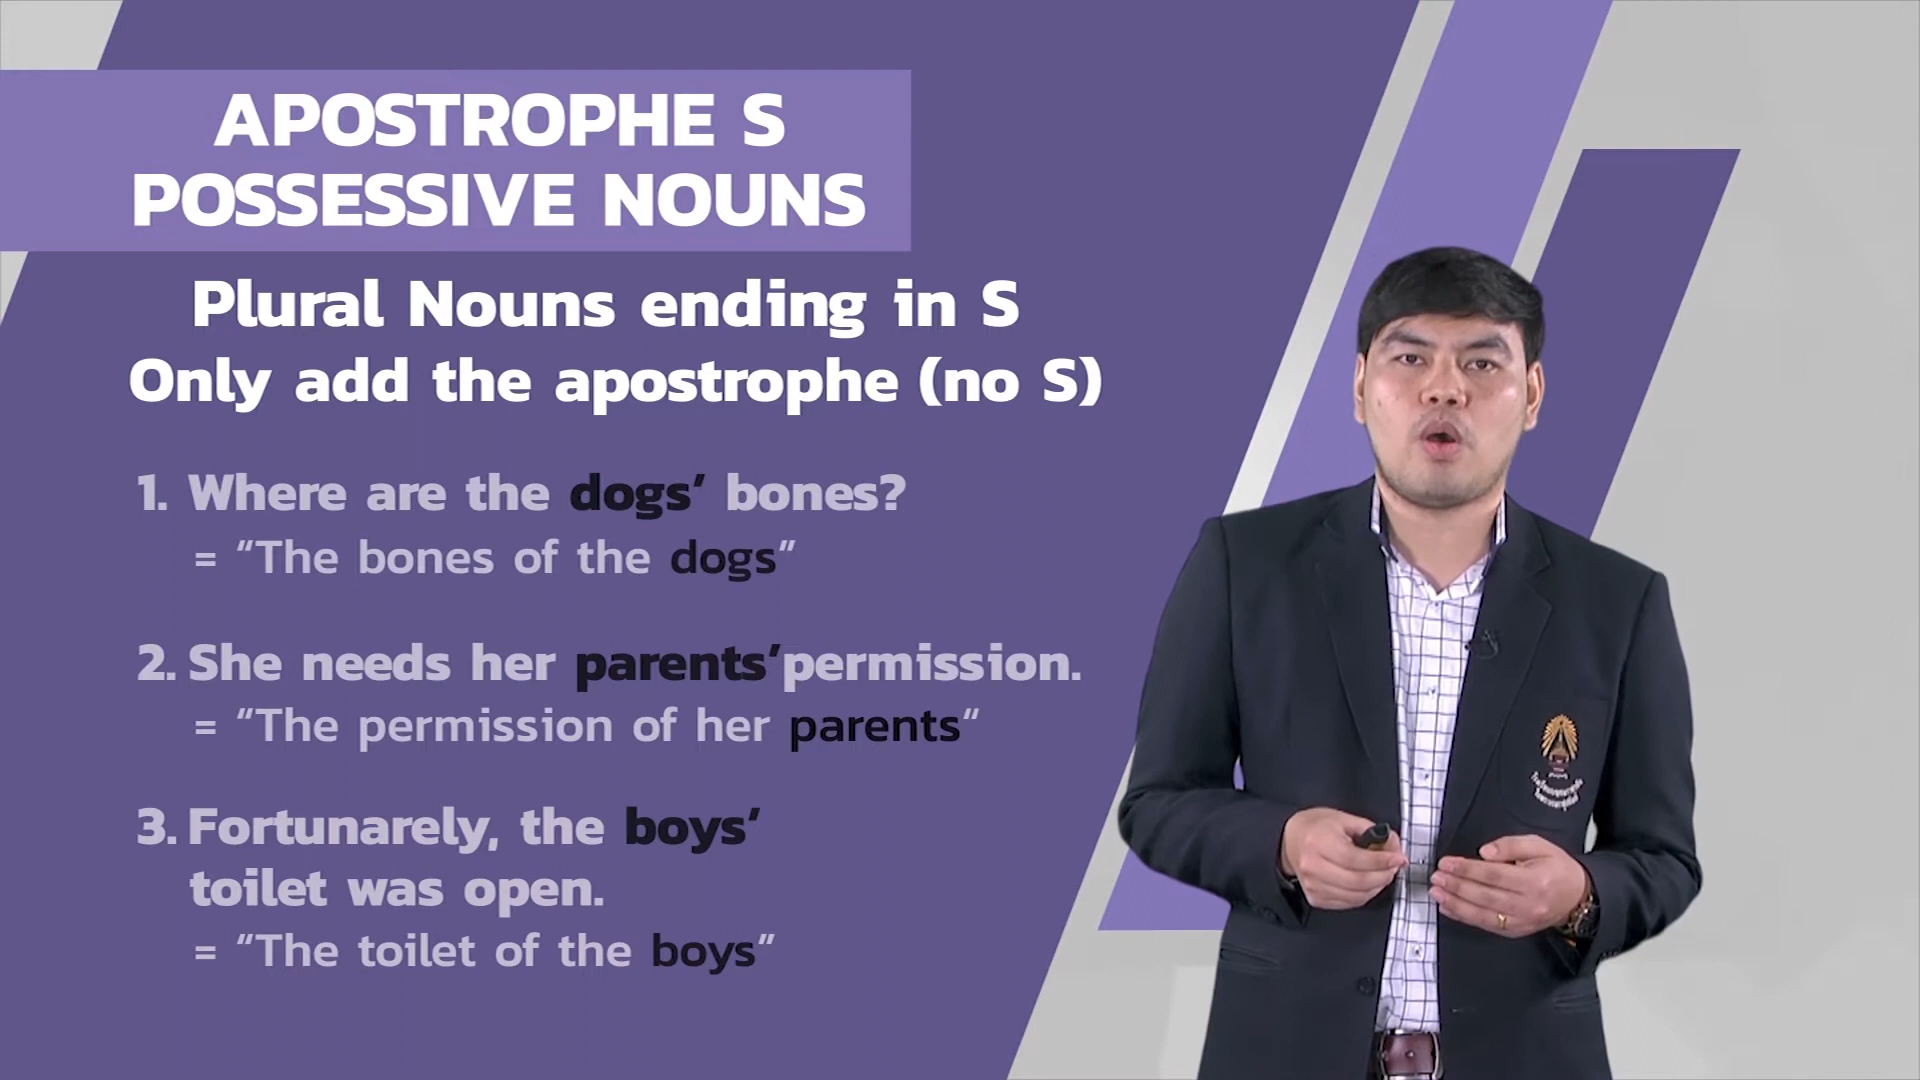 APOSTROPHE S
POSSESSIVE NOUNS
Plural Nouns ending in S
Only add the apostrophe (no S)
1. Where are the dogs’ bones?
= “The bones of the dogs”
2. She needs her parents’permission.
= “The permission of her parents“
3. Fortunarely, the boys‘
toilet was open.
= “The toilet of the boys”